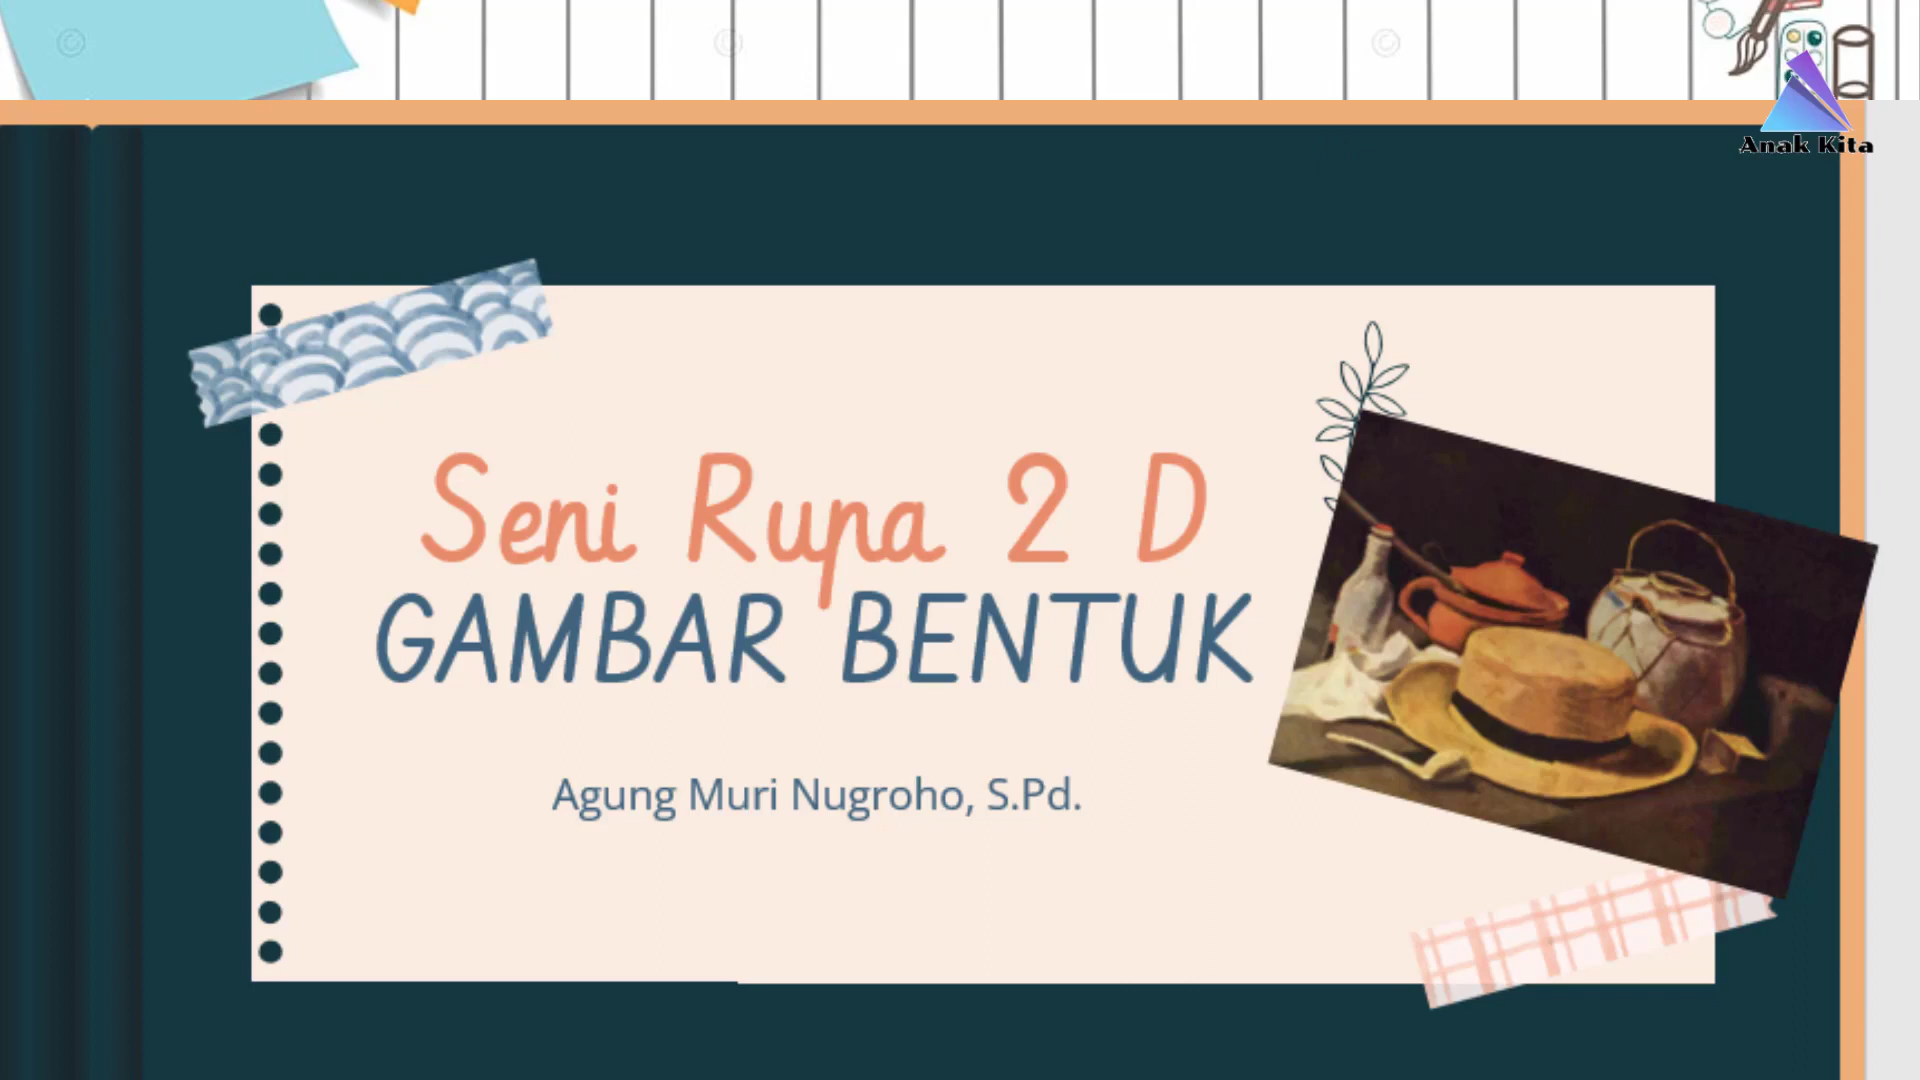 Anak Kita
Seni Rupa 2 D
GAMBAR BENTUK
Agung Muri Nugroho, S.Pd.